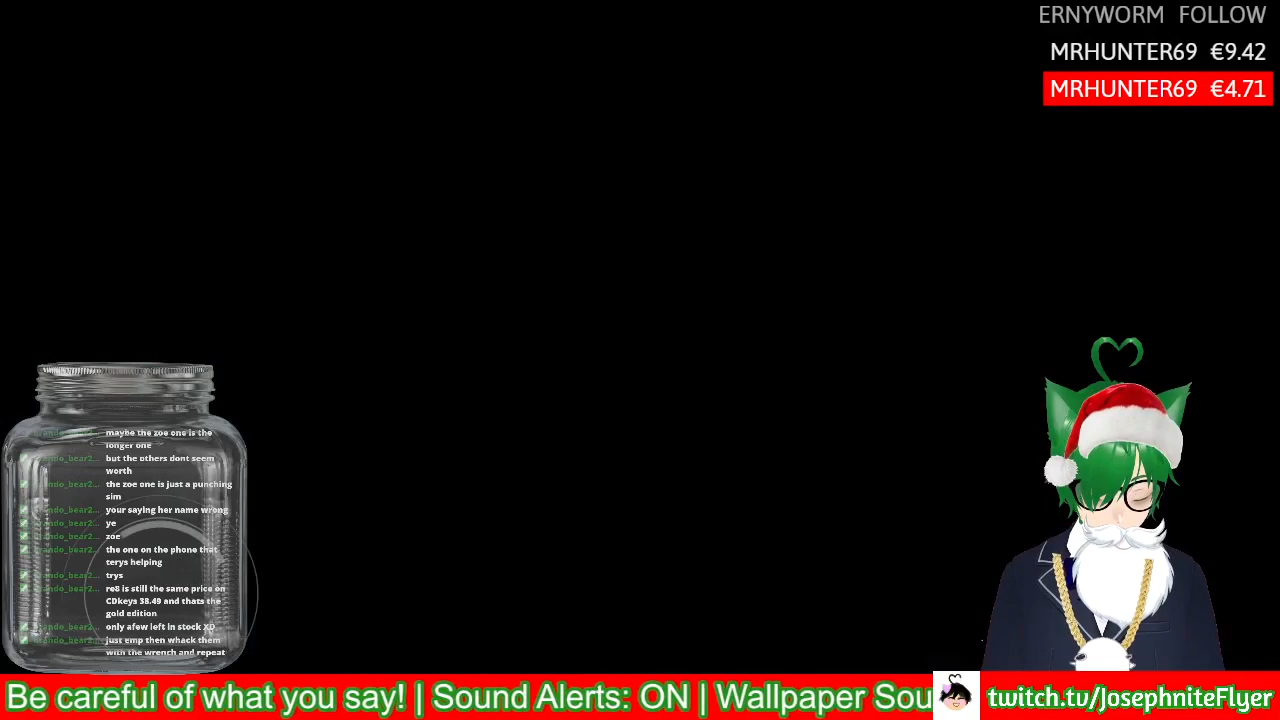 ERNYWORM FOLLOW
MRHUNTER69 €9.42
MRHUNTER69 €4.71
maybe the zoe one is the
longer one
but the others dont seem
worth
the zoe one is just a punching
sim
your saying her name wrong
ye
zoe
the one on the phone that
terys helping
trys
re8 is still the same price on
CDkeys 38.49 and thats the
gold edition
only afew left in stock XD
just emp then whack them
with the wrench and repeat
Be careful of what you say! | Sound Alerts: ON | Wallpaper Sou
twitch.tv/JosephniteFlyer